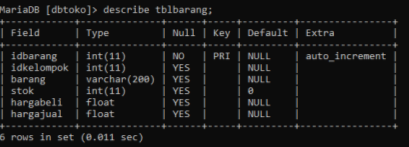 MariaDB [dbtoko]> describe tblbarang;
+------------+--------------+------+-----+---------+----------------+
| Field | Type | Null | Key | Default | Extra |
+------------+--------------+------+-----+---------+----------------+
| idbarang | int(11) | NO | PRI | NULL | auto_increment |
| idkelompok | int(11) | YES | | NULL | |
| barang | varchar(200) | YES | | NULL | |
| stok | int(11) | YES | | 0 | |
| hargabeli | float | YES | | NULL | |
| hargajual | float | YES | | NULL | |
+------------+--------------+------+-----+---------+----------------+
6 rows in set (0.011 sec)